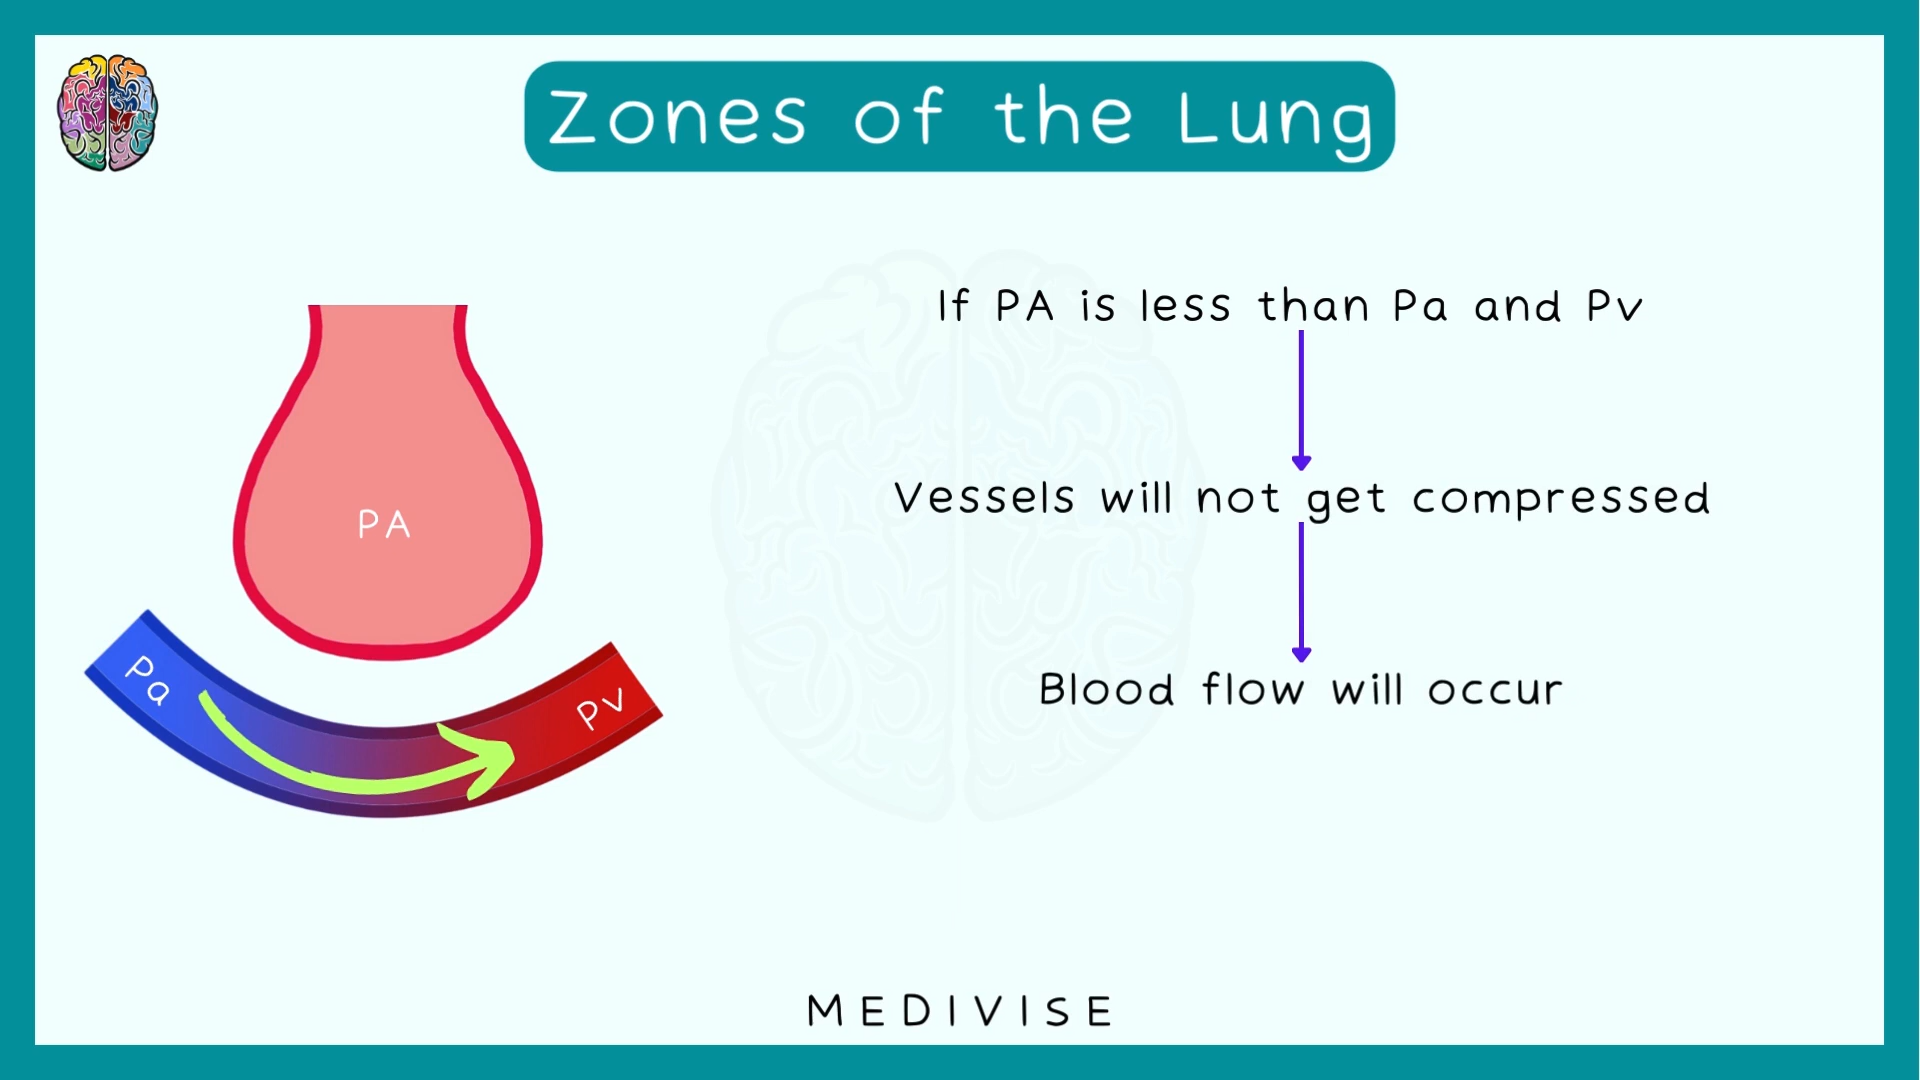 Zones of the Lung
If PA is less than Pa and Pv
Vessels will not get compressed
Blood flow will occur
PA
Pa
Pv
MEDIVISE